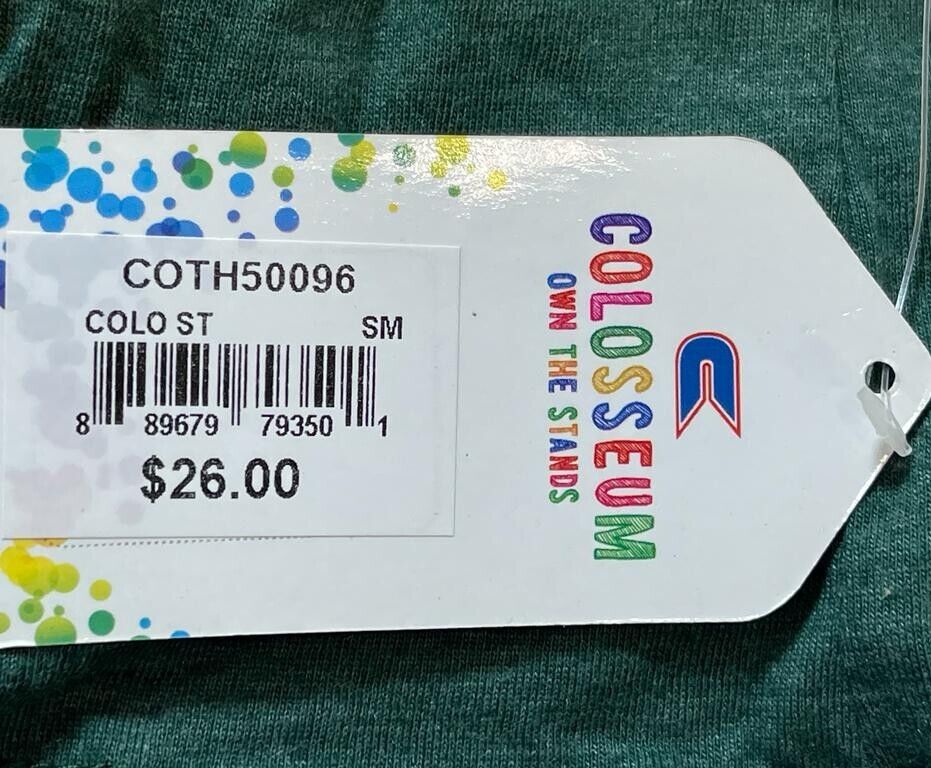 COTH50096
COLO ST SM
8 89679 79350 1
$26.00
COLOSSEUM
OWN THE STANDS